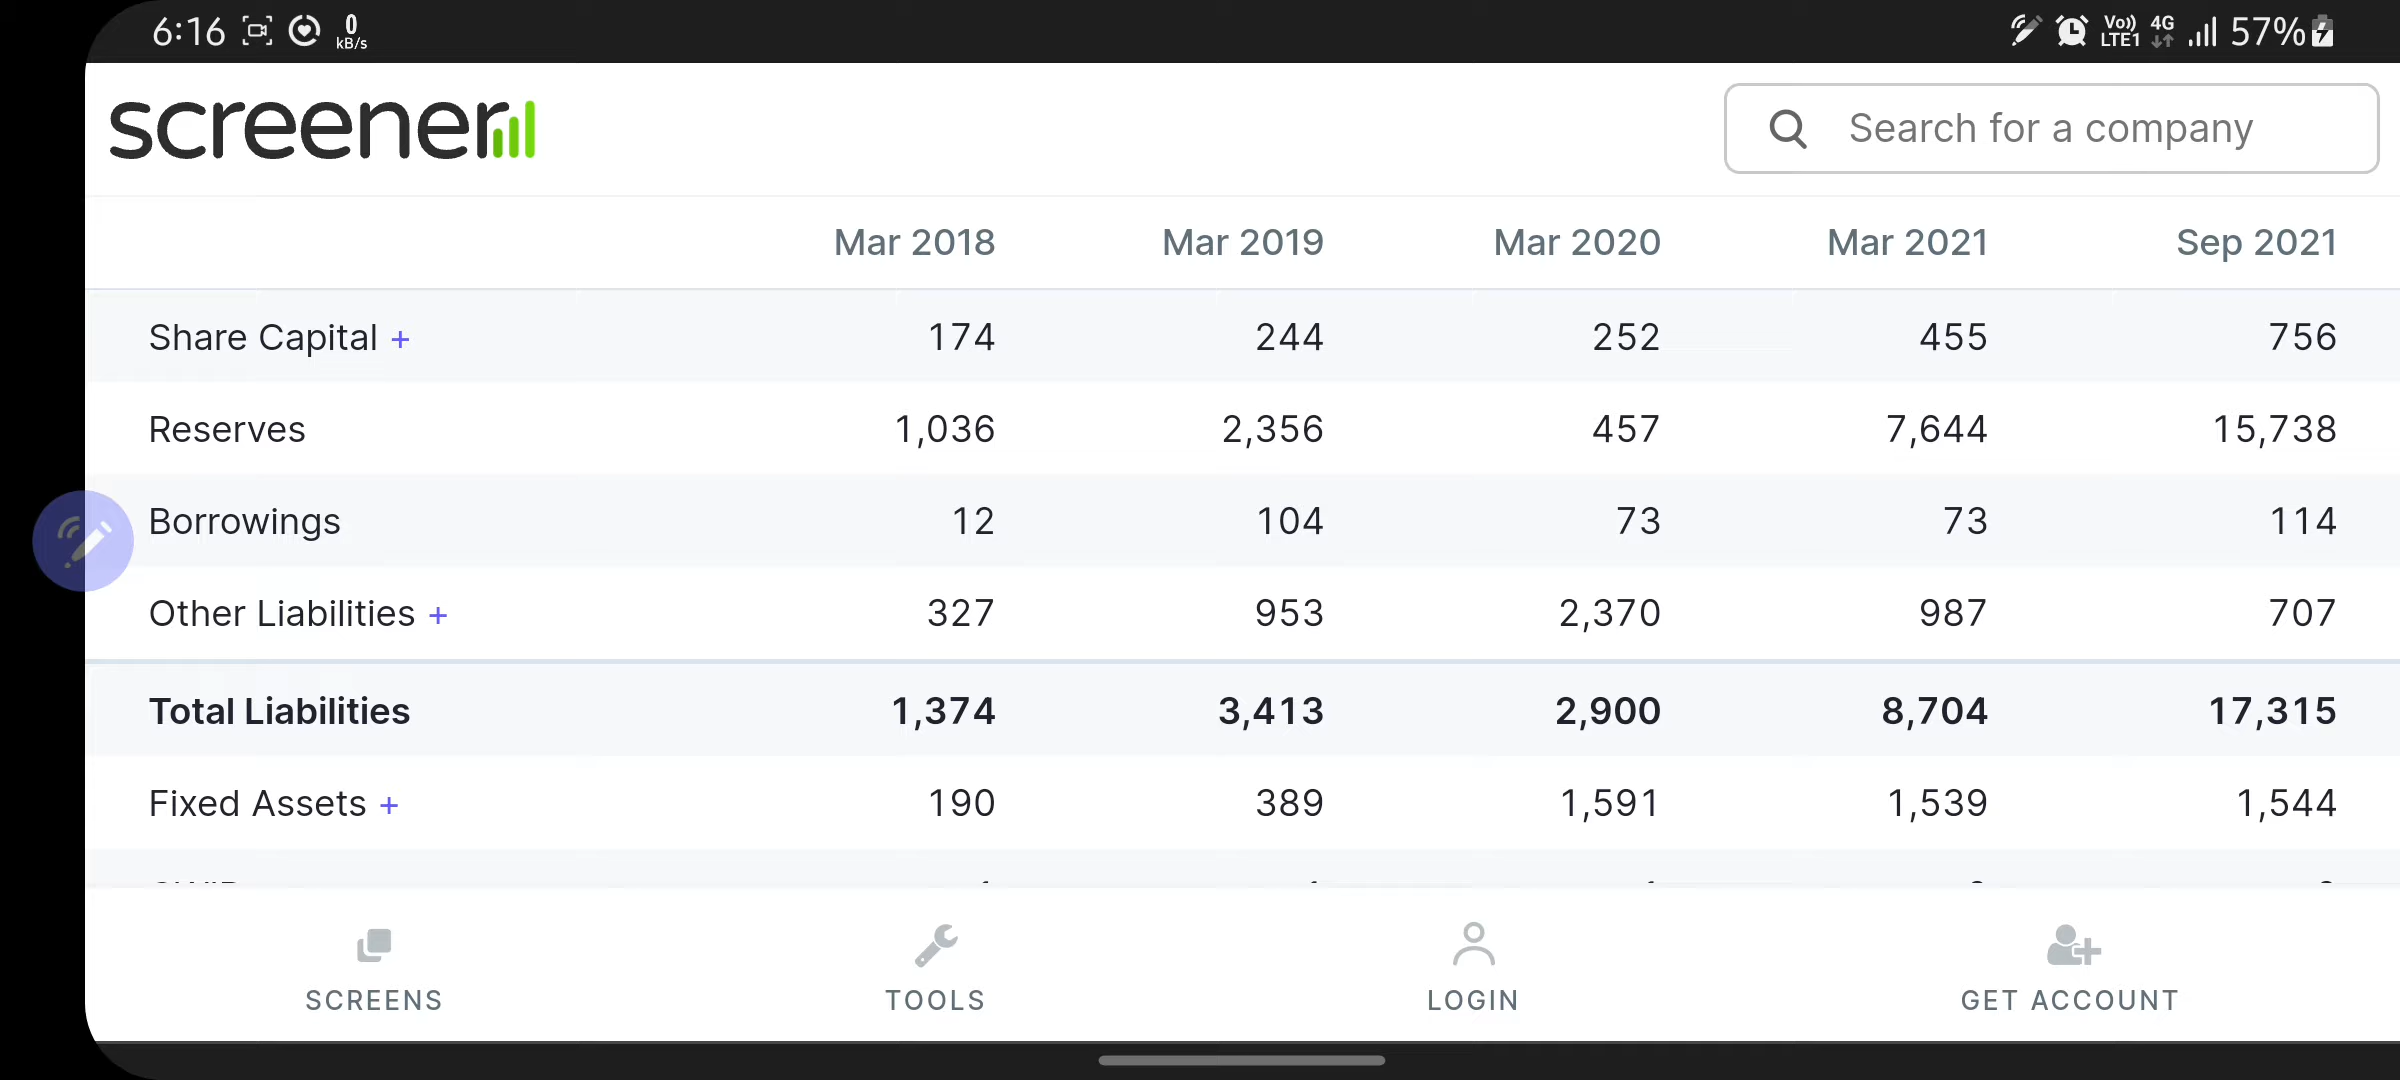 6:16 0 kB/s Vo)) LTE1 4G 57%
screener
Search for a company
Mar 2018 Mar 2019 Mar 2020 Mar 2021 Sep 2021
Share Capital + 174 244 252 455 756
Reserves 1,036 2,356 457 7,644 15,738
Borrowings 12 104 73 73 114
Other Liabilities + 327 953 2,370 987 707
Total Liabilities 1,374 3,413 2,900 8,704 17,315
Fixed Assets + 190 389 1,591 1,539 1,544
SCREENS TOOLS LOGIN GET ACCOUNT